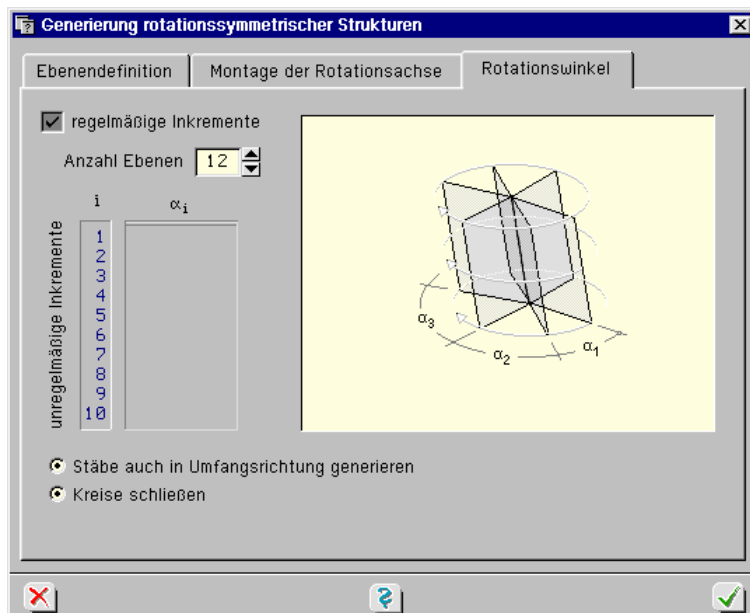 Generierung rotationssymmetrischer Strukturen
Ebenendefinition
Montage der Rotationsachse
Rotationswinkel
regelmäßige Inkremente
Anzahl Ebenen 12
i αi
unregelmäßige Inkremente
1
2
3
4
5
6
7
8
9
10
α3
α2
α1
Stäbe auch in Umfangsrichtung generieren
Kreise schließen